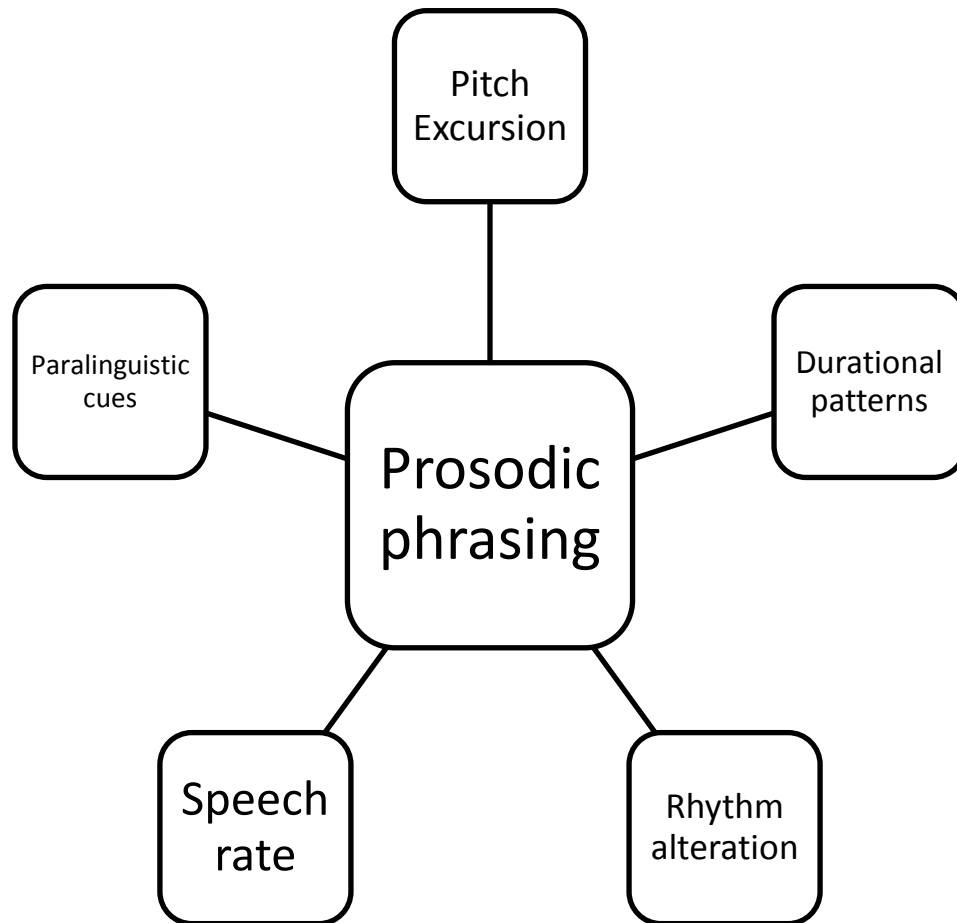 Pitch
Excursion
Paralinguistic
cues
Durational
patterns
Prosodic
phrasing
Speech
rate
Rhythm
alteration